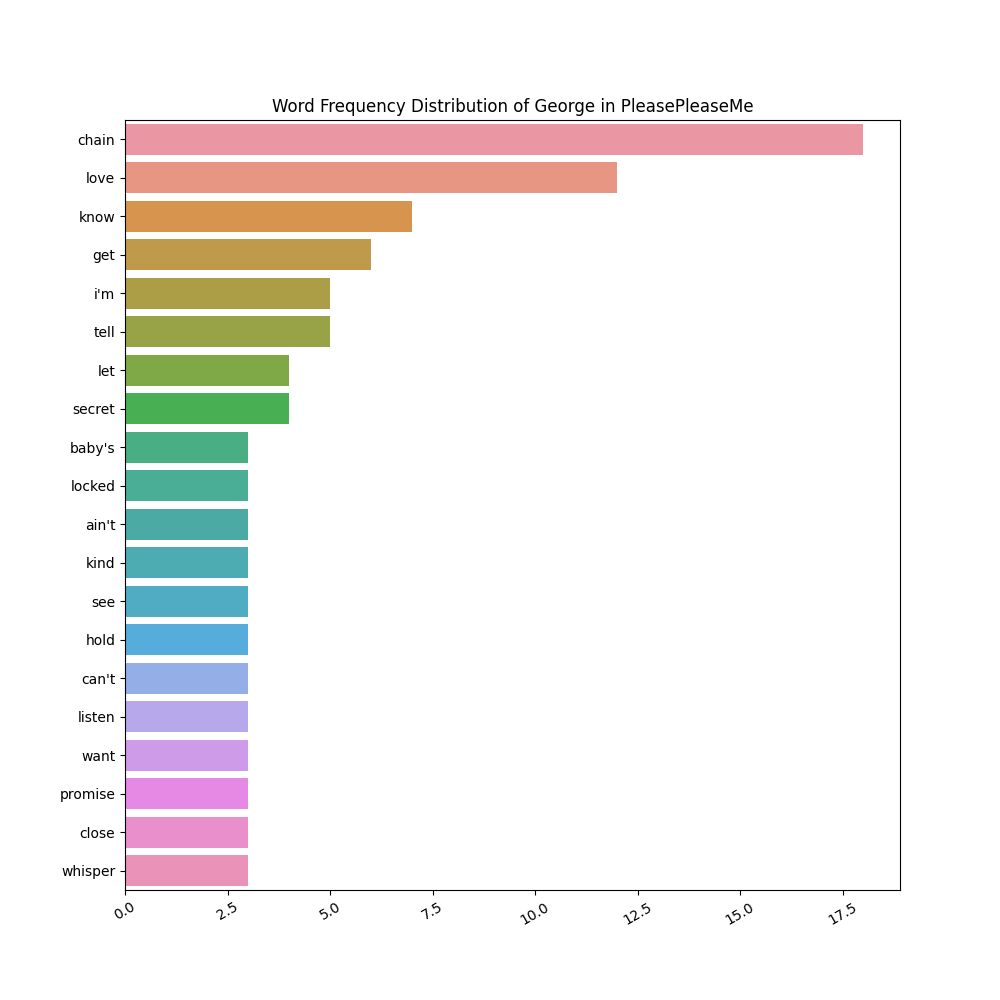 Word Frequency Distribution of George in PleasePleaseMe
chain
love
know
get
i'm
tell
let
secret
baby's
locked
ain't
kind
see
hold
can't
listen
want
promise
close
whisper
0.0 2.5 5.0 7.5 10.0 12.5 15.0 17.5